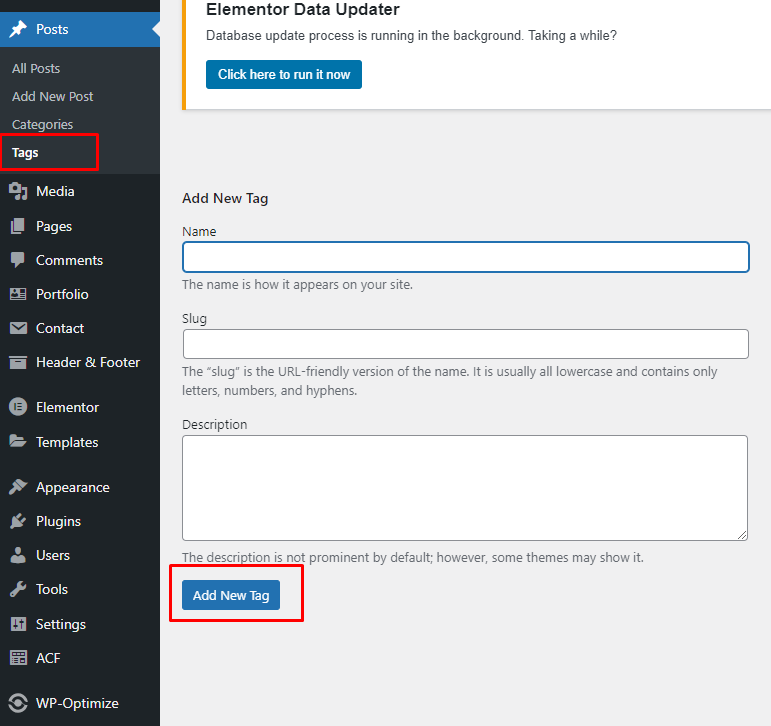 Posts
All Posts
Add New Post
Categories
Tags
Media
Pages
Comments
Portfolio
Contact
Header & Footer
Elementor
Templates
Appearance
Plugins
Users
Tools
Settings
ACF
WP-Optimize
Elementor Data Updater
Database update process is running in the background. Taking a while?
Click here to run it now
Add New Tag
Name
The name is how it appears on your site.
Slug
The “slug” is the URL-friendly version of the name. It is usually all lowercase and contains only
letters, numbers, and hyphens.
Description
The description is not prominent by default; however, some themes may show it.
Add New Tag